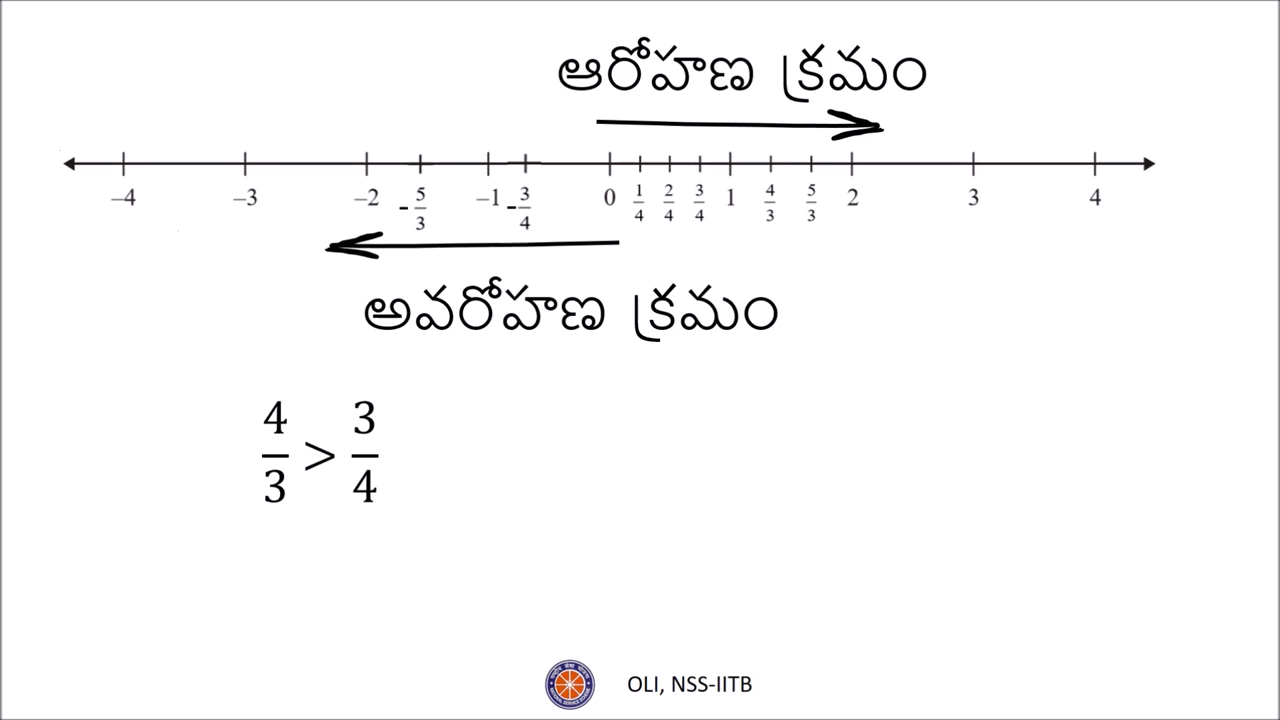 ఆరోహణ క్రమం
–4 –3 –2 -5/3 –1 -3/4 0 1/4 2/4 3/4 1 4/3 5/3 2 3 4
అవరోహణ క్రమం
4/3 > 3/4
OLI, NSS-IITB